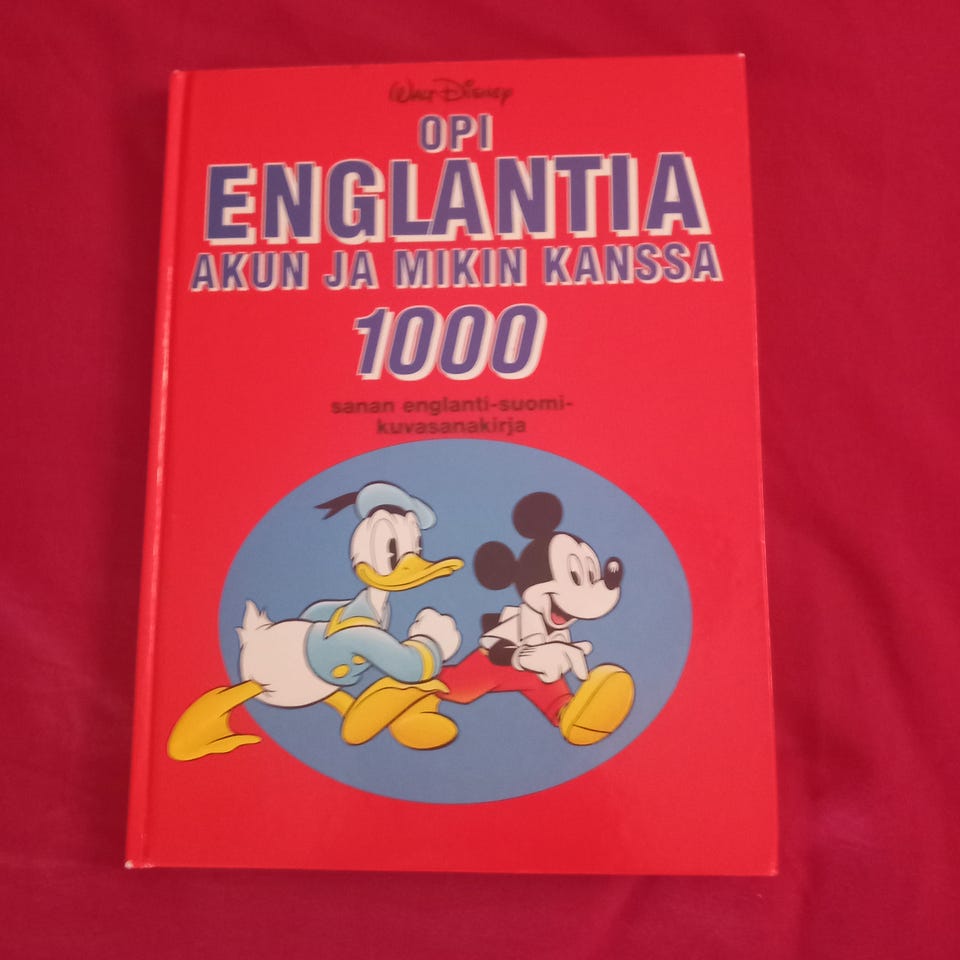 Walt Disney
OPI
ENGLANTIA
AKUN JA MIKIN KANSSA
1000
sanan englanti-suomi-
kuvasanakirja